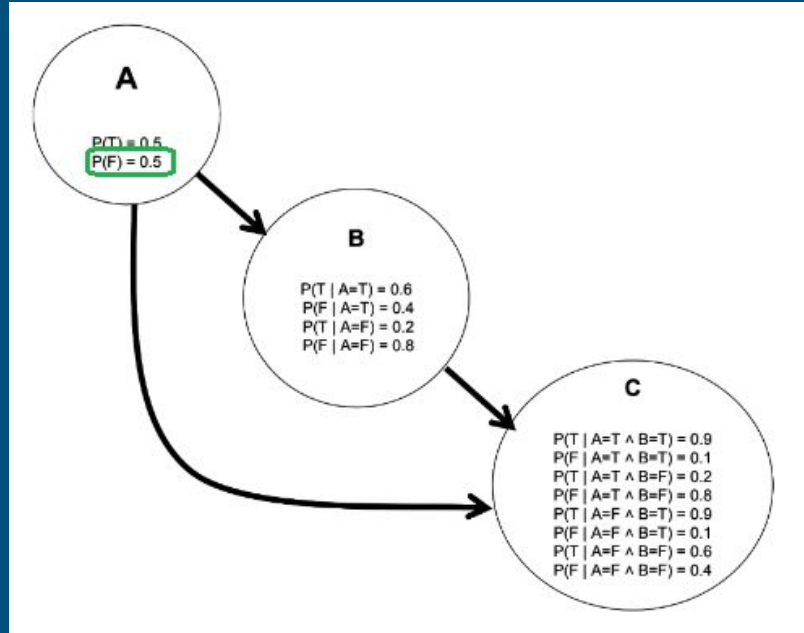 A
P(T) = 0.5
P(F) = 0.5
B
P(T | A=T) = 0.6
P(F | A=T) = 0.4
P(T | A=F) = 0.2
P(F | A=F) = 0.8
C
P(T | A=T ∧ B=T) = 0.9
P(F | A=T ∧ B=T) = 0.1
P(T | A=T ∧ B=F) = 0.2
P(F | A=T ∧ B=F) = 0.8
P(T | A=F ∧ B=T) = 0.9
P(F | A=F ∧ B=T) = 0.1
P(T | A=F ∧ B=F) = 0.6
P(F | A=F ∧ B=F) = 0.4